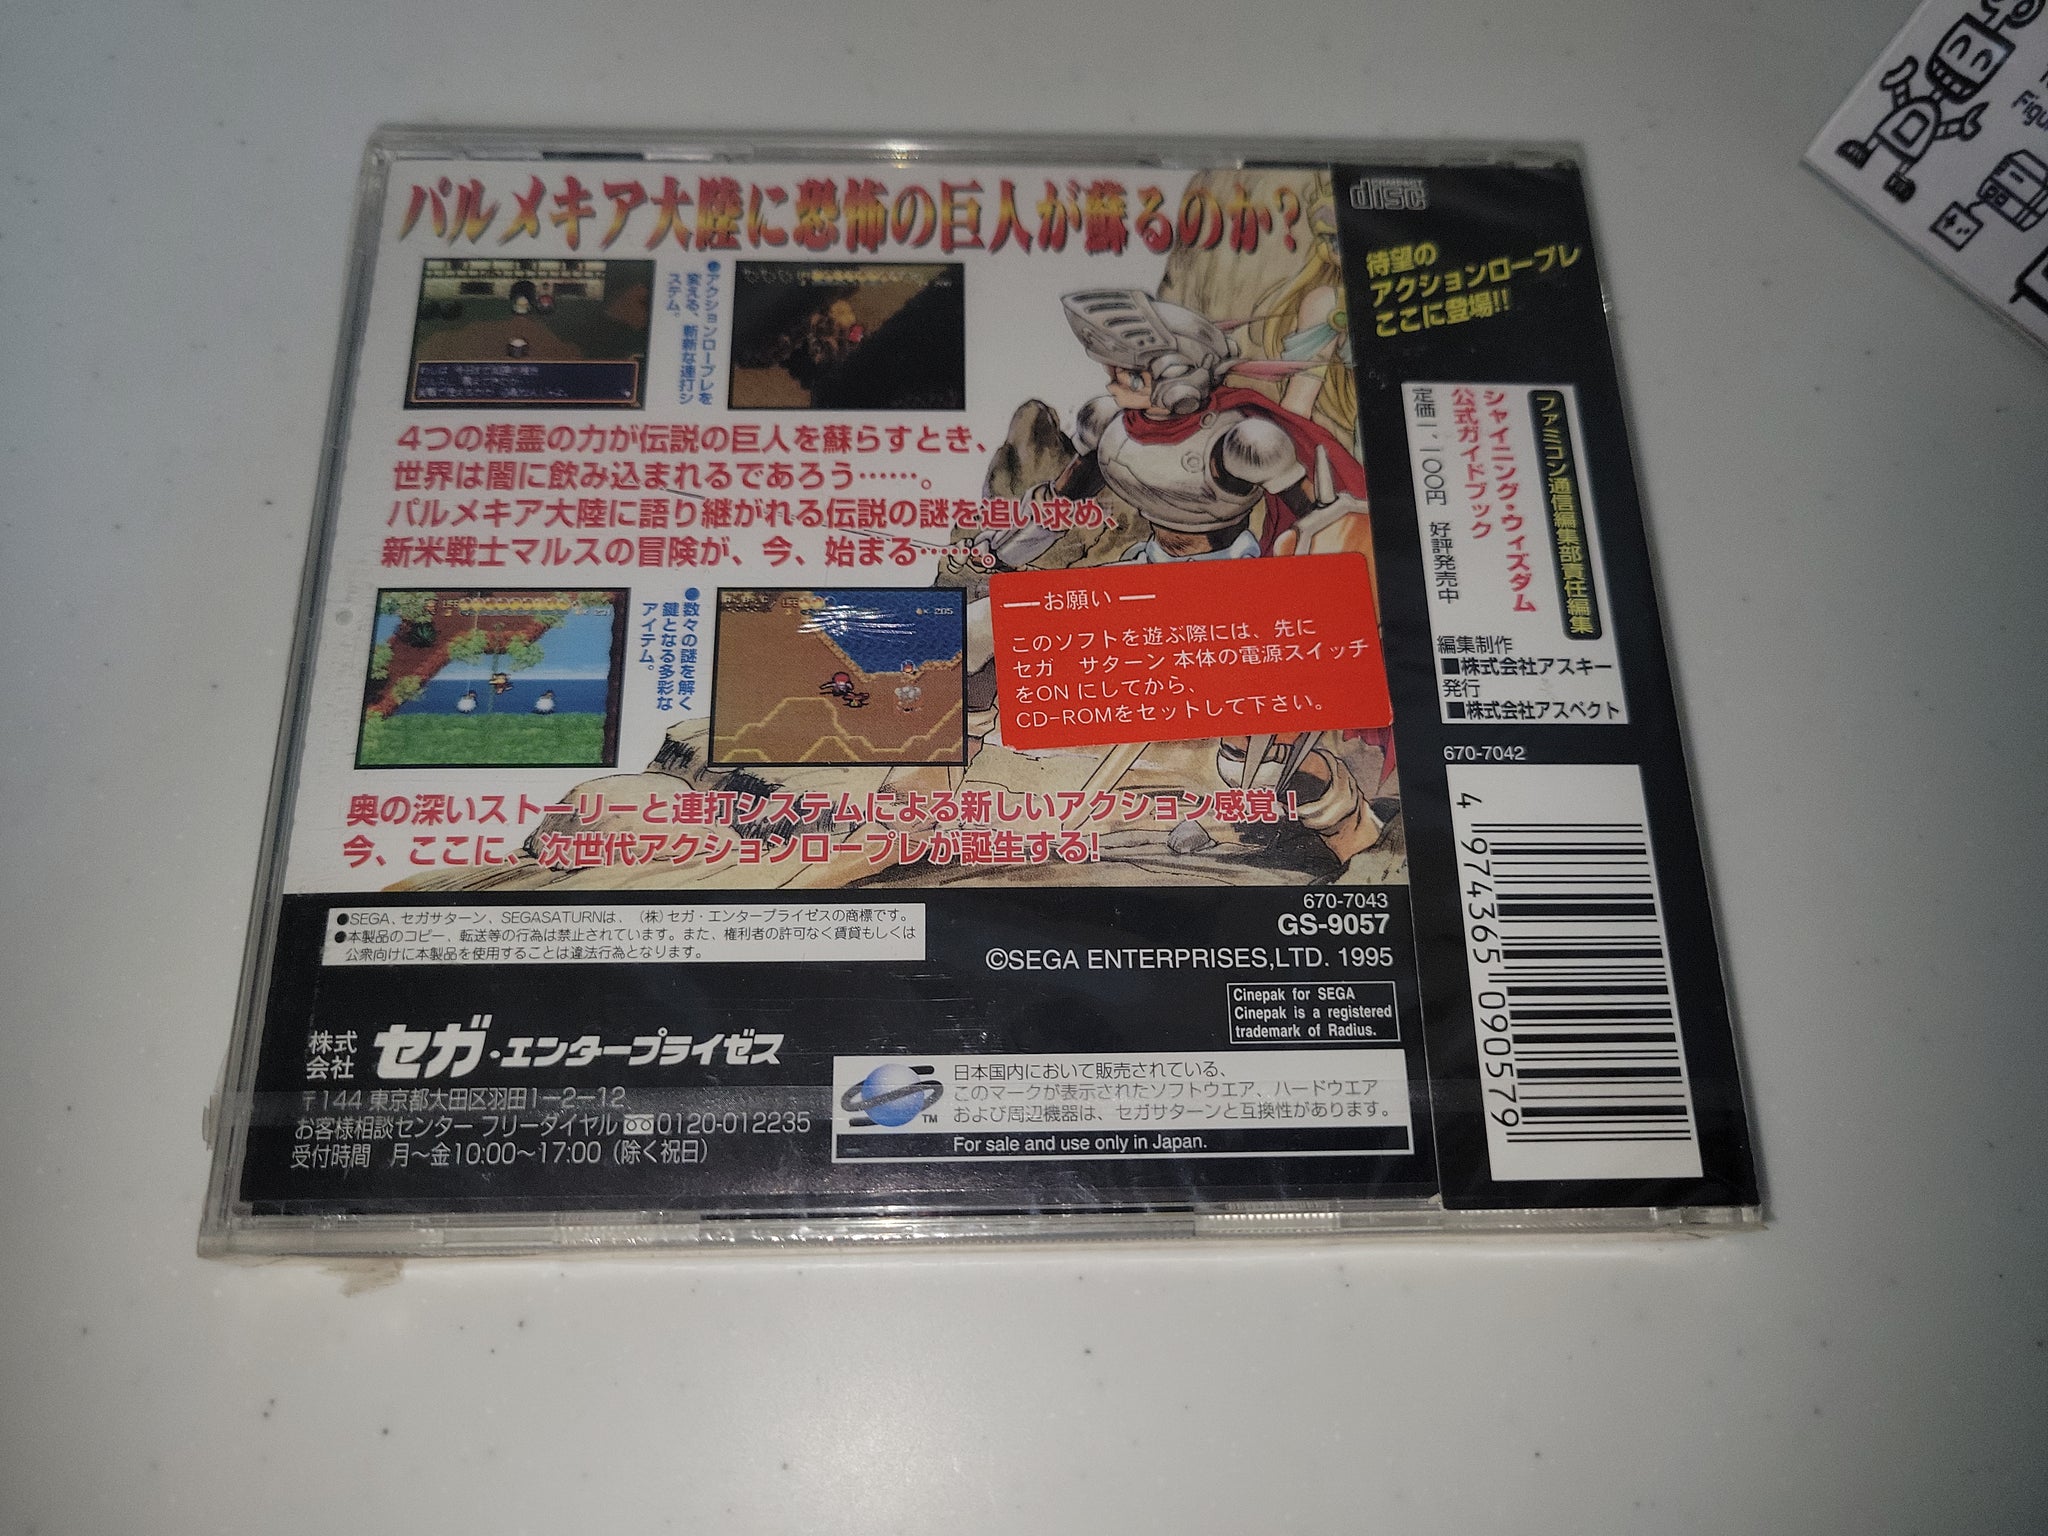 パルメキア大陸に恐怖の巨人が蘇るのか?
●アクションロープレを
変える、斬新な連打シ
ステム。
4つの精霊の力が伝説の巨人を蘇らすとき、
世界は闇に飲み込まれるであろう……。
パルメキア大陸に語り継がれる伝説の謎を追い求め、
新米戦士マルスの冒険が、今、始まる……。
●数々の謎を解く
鍵となる多彩な
アイテム。
お願い
このソフトを遊ぶ際には、先に
セガ サターン本体の電源スイッチ
をONにしてから、
CD-ROMをセットして下さい。
奥の深いストーリーと連打システムによる新しいアクション感覚!
今、ここに、次世代アクションロープレが誕生する!
●SEGA、セガサターン、SEGASATURNは、(株)セガ・エンタープライゼスの商標です。
●本製品のコピー、転送等の行為は禁止されています。また、権利者の許可なく賃貸もしくは
公衆向けに本製品を使用することは違法行為となります。
670-7043
GS-9057
©SEGA ENTERPRISES,LTD. 1995
Cinepak for SEGA
Cinepak is a registered
trademark of Radius.
株式会社 セガ・エンタープライゼス
〒144 東京都大田区羽田1-2-12
お客様相談センター フリーダイヤル 0120-012235
受付時間 月〜金10:00〜17:00(除く祝日)
TM
日本国内において販売されている、
このマークが表示されたソフトウエア、ハードウエア
および周辺機器は、セガサターンと互換性があります。
For sale and use only in Japan.
COMPACT
disc
待望の
アクションロープレ
ここに登場!!
ファミコン通信編集部責任編集
シャイニング・ウィズダム
公式ガイドブック
定価一、一〇〇円 好評発売中
編集制作
■株式会社アスキー
発行
■株式会社アスペクト
670-7042
4 974365 090579